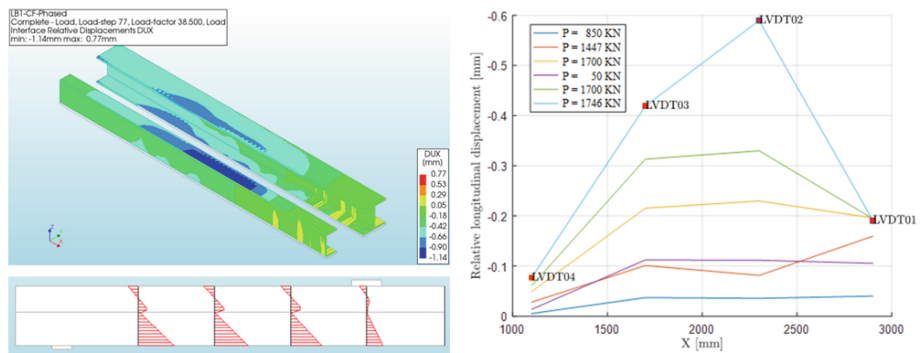 LB1-CF-Phased
Complete - Load, Load-step 77, Load-factor 38.500, Load
Interface Relative Displacements DUX
min: -1.14mm max: 0.77mm
DUX
(mm)
0.77
0.53
0.29
0.05
-0.18
-0.42
-0.66
-0.90
-1.14
Relative longitudinal displacement [mm]
-0.6
-0.5
-0.4
-0.3
-0.2
-0.1
0
P = 850 KN
P = 1447 KN
P = 1700 KN
P = 50 KN
P = 1700 KN
P = 1746 KN
LVDT02
LVDT03
LVDT01
LVDT04
1000
1500
2000
2500
3000
X [mm]